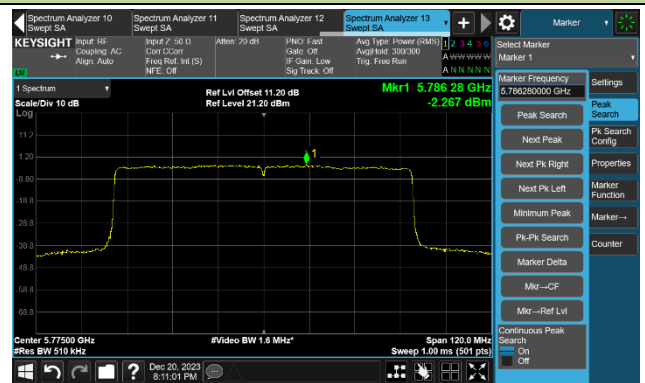 Spectrum Analyzer 10
Swept SA
Spectrum Analyzer 11
Swept SA
Spectrum Analyzer 12
Swept SA
Spectrum Analyzer 13
Swept SA
Marker
KEYSIGHT
Input: RF
Coupling: AC
Align: Auto
Input Z: 50 Ω
Corr CCorr
Freq Ref: Int (S)
NFE: Off
Atten: 20 dB
PNO: Fast
Gate: Off
IF Gain: Low
Sig Track: Off
Avg Type: Power (RMS)
Avg|Hold: 300/300
Trig: Free Run
1 2 3 4 5 6
A W W W W W
A N N N N N
Select Marker
Marker 1
1 Spectrum
Scale/Div 10 dB
Log
Ref Lvl Offset 11.20 dB
Ref Level 21.20 dBm
Mkr1 5.786 28 GHz
-2.267 dBm
11.2
1.20
-8.80
-18.8
-28.8
-38.8
-48.8
-58.8
-68.8
1
Center 5.77500 GHz
#Res BW 510 kHz
#Video BW 1.6 MHz*
Span 120.0 MHz
Sweep 1.00 ms (501 pts)
Marker Frequency
5.786280000 GHz
Peak Search
Next Peak
Next Pk Right
Next Pk Left
Minimum Peak
Pk-Pk Search
Marker Delta
Mkr→CF
Mkr→Ref Lvl
Continuous Peak
Search
On
Off
Settings
Peak
Search
Pk Search
Config
Properties
Marker
Function
Marker→
Counter
Dec 20, 2023
8:11:01 PM